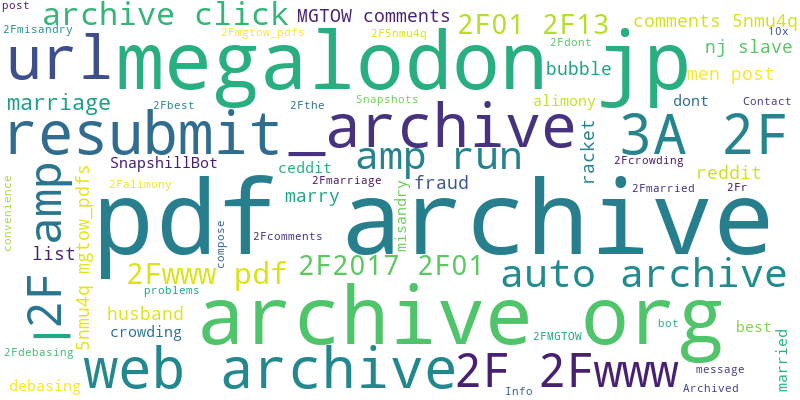 post
archive click
MGTOW comments
2F01 2F13
comments 5nmu4q
2Fmisandry
2Fmgtow_pdfs
2F5nmu4q
10x
url
megalodon jp
2Fdont
nj slave
bubble
men post
marriage
2Fbest
2Fthe
Snapshots
alimony
dont
Contact
resubmit
_archive
3A 2F
amp run
racket
SnapshillBot
ceddit
2Fcrowding
reddit
2Falimony
2Fmarriage
fraud
2Fmarried
2Fr
marry
misandry
convenience
2F amp
mgtow_pdfs
5nmu4q
pdf archive
compose
2Fcomments
list
2Fwww pdf
2F2017 2F01
auto archive
problems
husband
archive org
crowding
2FMGTOW
bot
best
2Fdebasing
web archive
2F 2Fwww
message
married
debasing
Info
Archived